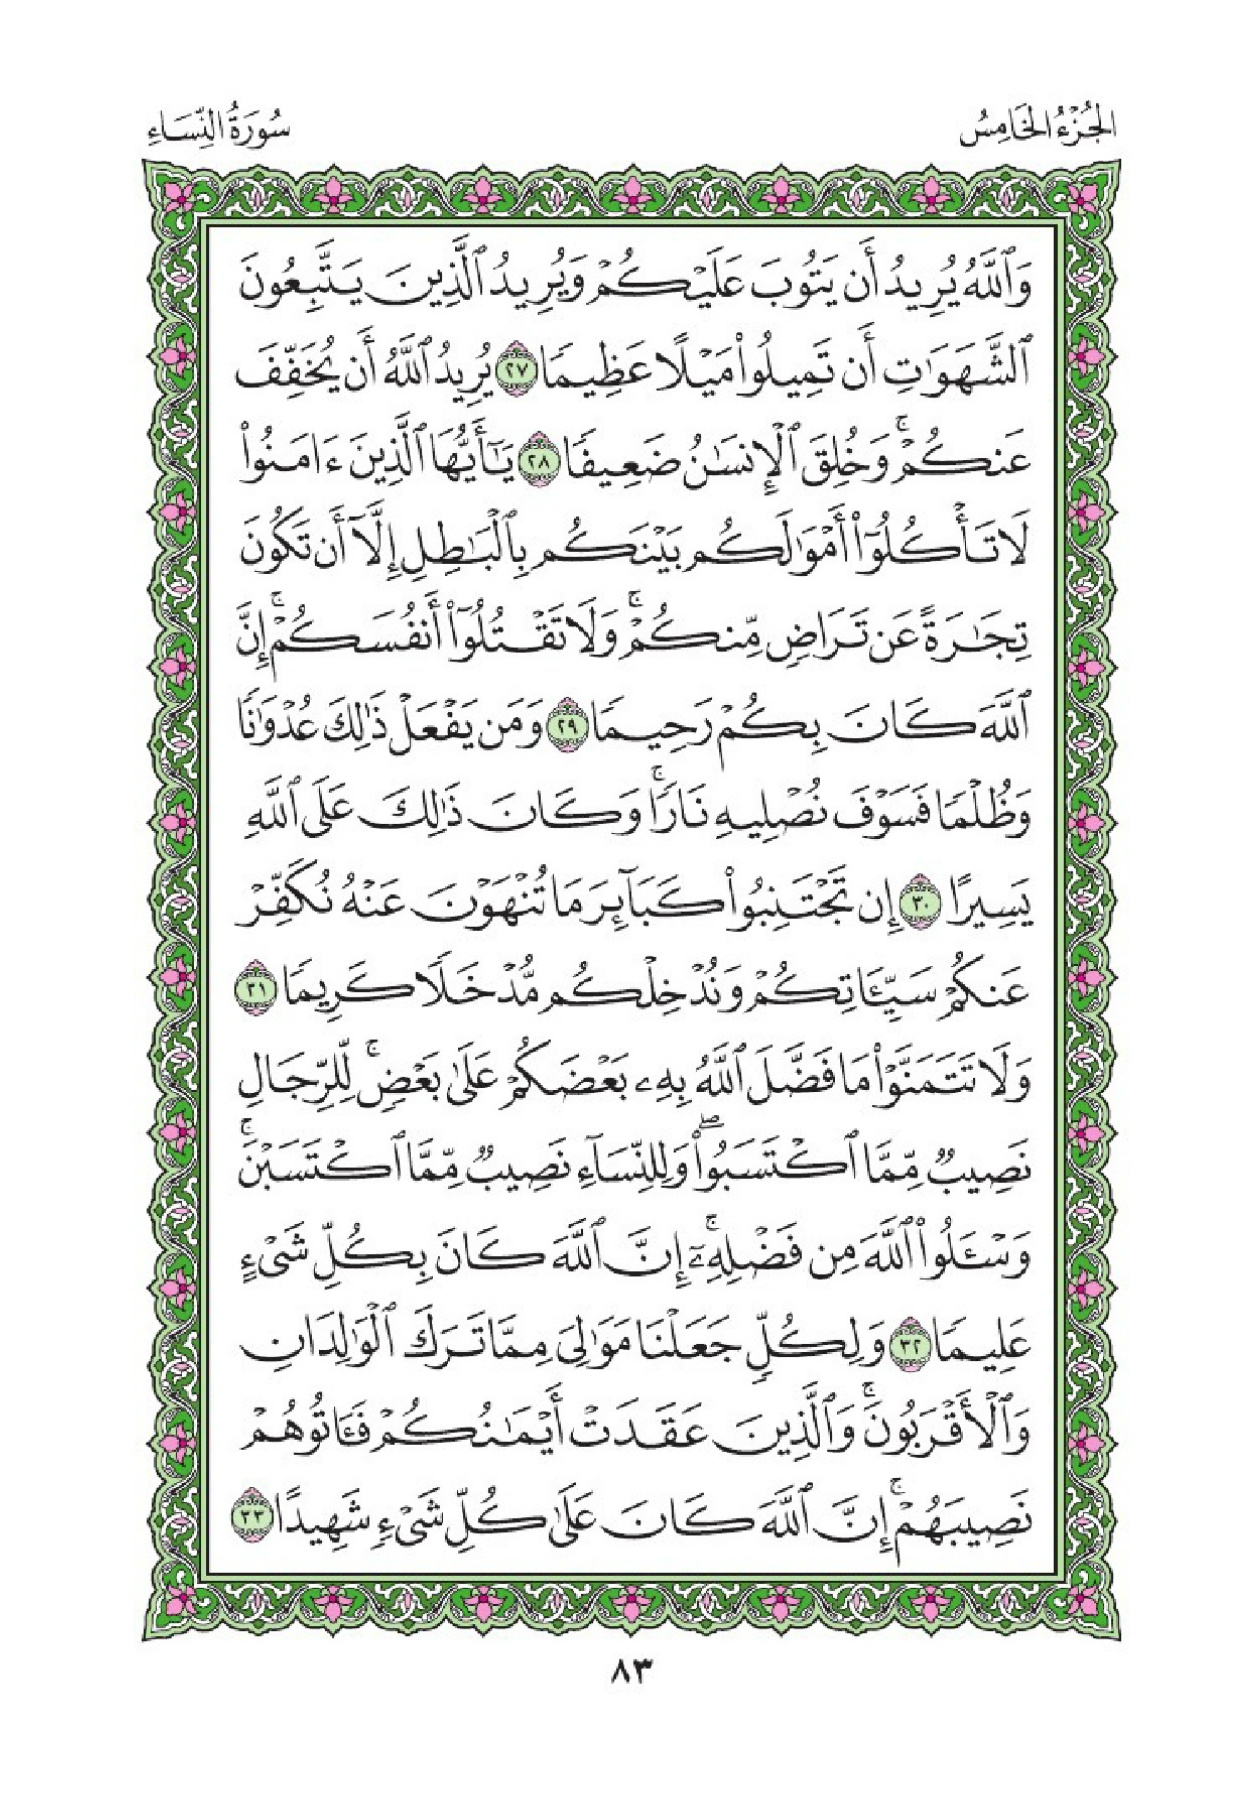 الجُزْءُ الخَامِسُ
سُورَةُ النِّسَاءِ
وَٱللَّهُ يُرِيدُ أَن يَتُوبَ عَلَيْكُمْ وَيُرِيدُ ٱلَّذِينَ يَتَّبِعُونَ
ٱلشَّهَوَٰتِ أَن تَمِيلُوا۟ مَيْلًا عَظِيمًا ٢٧ يُرِيدُ ٱللَّهُ أَن يُخَفِّفَ
عَنكُمْ ۚ وَخُلِقَ ٱلْإِنسَٰنُ ضَعِيفًا ٢٨ يَٰٓأَيُّهَا ٱلَّذِينَ ءَامَنُوا۟
لَا تَأْكُلُوٓا۟ أَمْوَٰلَكُم بَيْنَكُم بِٱلْبَٰطِلِ إِلَّآ أَن تَكُونَ
تِجَٰرَةً عَن تَرَاضٍ مِّنكُمْ ۚ وَلَا تَقْتُلُوٓا۟ أَنفُسَكُمْ ۚ إِنَّ
ٱللَّهَ كَانَ بِكُمْ رَحِيمًا ٢٩ وَمَن يَفْعَلْ ذَٰلِكَ عُدْوَٰنًا
وَظُلْمًا فَسَوْفَ نُصْلِيهِ نَارًا ۚ وَكَانَ ذَٰلِكَ عَلَى ٱللَّهِ
يَسِيرًا ٣٠ إِن تَجْتَنِبُوا۟ كَبَآئِرَ مَا تُنْهَوْنَ عَنْهُ نُكَفِّرْ
عَنكُمْ سَيِّـَٔاتِكُمْ وَنُدْخِلْكُم مُّدْخَلًا كَرِيمًا ٣١
وَلَا تَتَمَنَّوْا۟ مَا فَضَّلَ ٱللَّهُ بِهِۦ بَعْضَكُمْ عَلَىٰ بَعْضٍ ۚ لِّلرِّجَالِ
نَصِيبٌ مِّمَّا ٱكْتَسَبُوا۟ ۖ وَلِلنِّسَآءِ نَصِيبٌ مِّمَّا ٱكْتَسَبْنَ ۚ
وَسْـَٔلُوا۟ ٱللَّهَ مِن فَضْلِهِۦٓ ۚ إِنَّ ٱللَّهَ كَانَ بِكُلِّ شَىْءٍ
عَلِيمًا ٣٢ وَلِكُلٍّ جَعَلْنَا مَوَٰلِىَ مِمَّا تَرَكَ ٱلْوَٰلِدَانِ
وَٱلْأَقْرَبُونَ ۚ وَٱلَّذِينَ عَقَدَتْ أَيْمَٰنُكُمْ فَـَٔاتُوهُمْ
نَصِيبَهُمْ ۚ إِنَّ ٱللَّهَ كَانَ عَلَىٰ كُلِّ شَىْءٍ شَهِيدًا ٣٣
٨٣